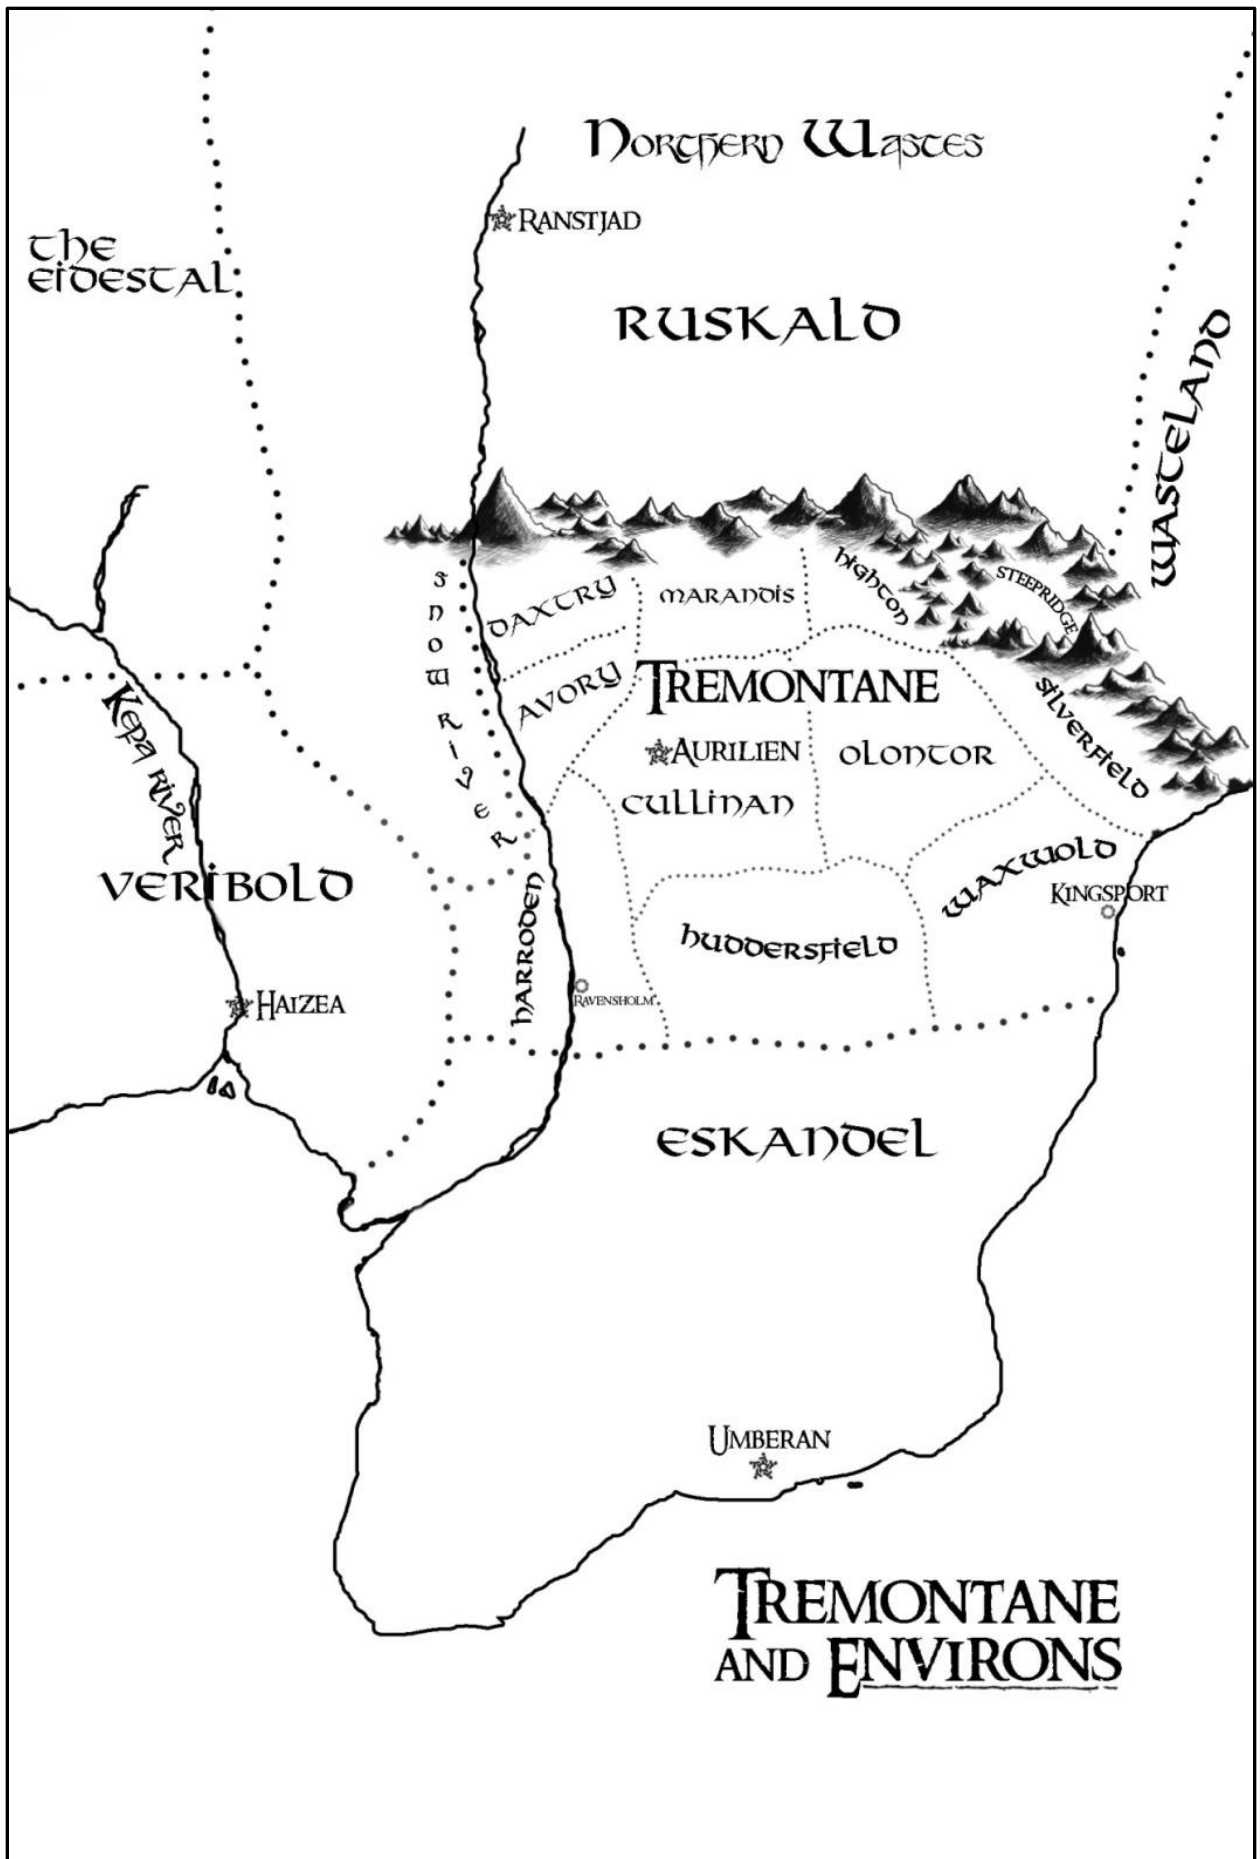 Northern Wastes
Ranstjad
The
Eidestal
Ruskald
Wasteland
Snow River
Daxtry
Marandis
Highton
Steepridge
Avory
Tremontane
Silverfield
Kepa River
Aurilien
Olontor
Cullinan
Veribold
Harroden
Waxwold
Kingsport
Huddersfield
Haizea
Ravensholm
Eskandel
Umberan
Tremontane
and Environs